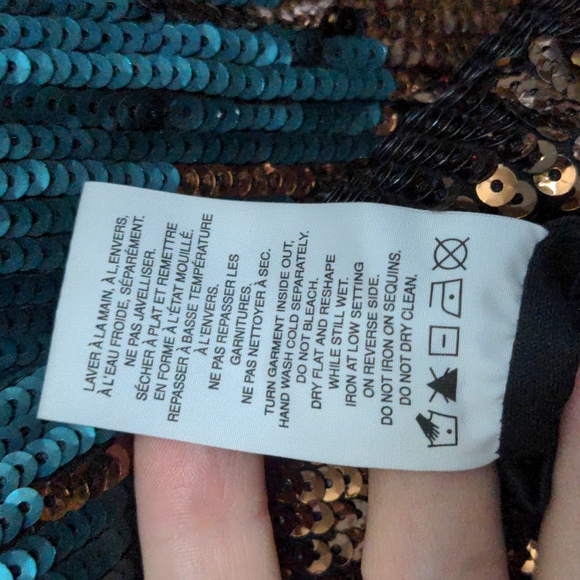 LAVER À LA MAIN, À L'ENVERS,
À L'EAU FROIDE, SÉPARÉMENT.
NE PAS JAVELLISER.
SÉCHER À PLAT ET REMETTRE
EN FORME À L'ÉTAT MOUILLÉ.
REPASSER À BASSE TEMPÉRATURE
À L'ENVERS.
NE PAS REPASSER LES
GARNITURES.
NE PAS NETTOYER À SEC.
TURN GARMENT INSIDE OUT,
HAND WASH COLD SEPARATELY.
DO NOT BLEACH.
DRY FLAT AND RESHAPE
WHILE STILL WET.
IRON AT LOW SETTING
ON REVERSE SIDE.
DO NOT IRON ON SEQUINS.
DO NOT DRY CLEAN.